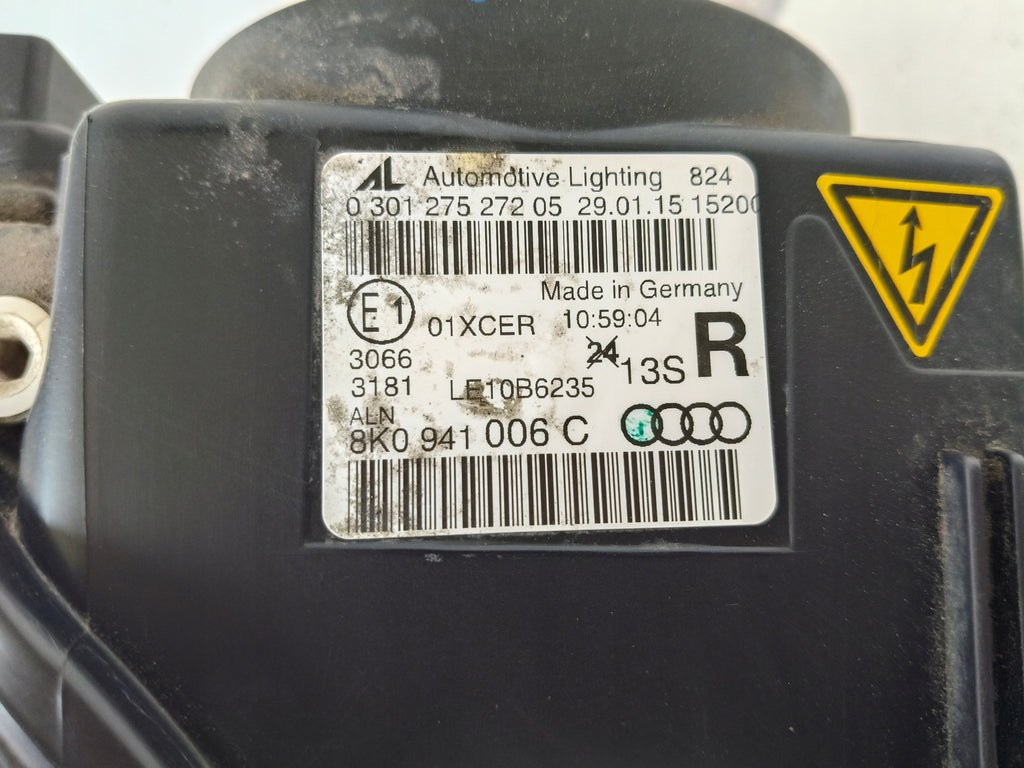 AL Automotive Lighting 824
0 301 275 272 05 29.01.15 15200
Made in Germany
E1 01XCER 10:59:04
R
3066 24 13S
3181 LE10B6235
ALN
8K0 941 006 C